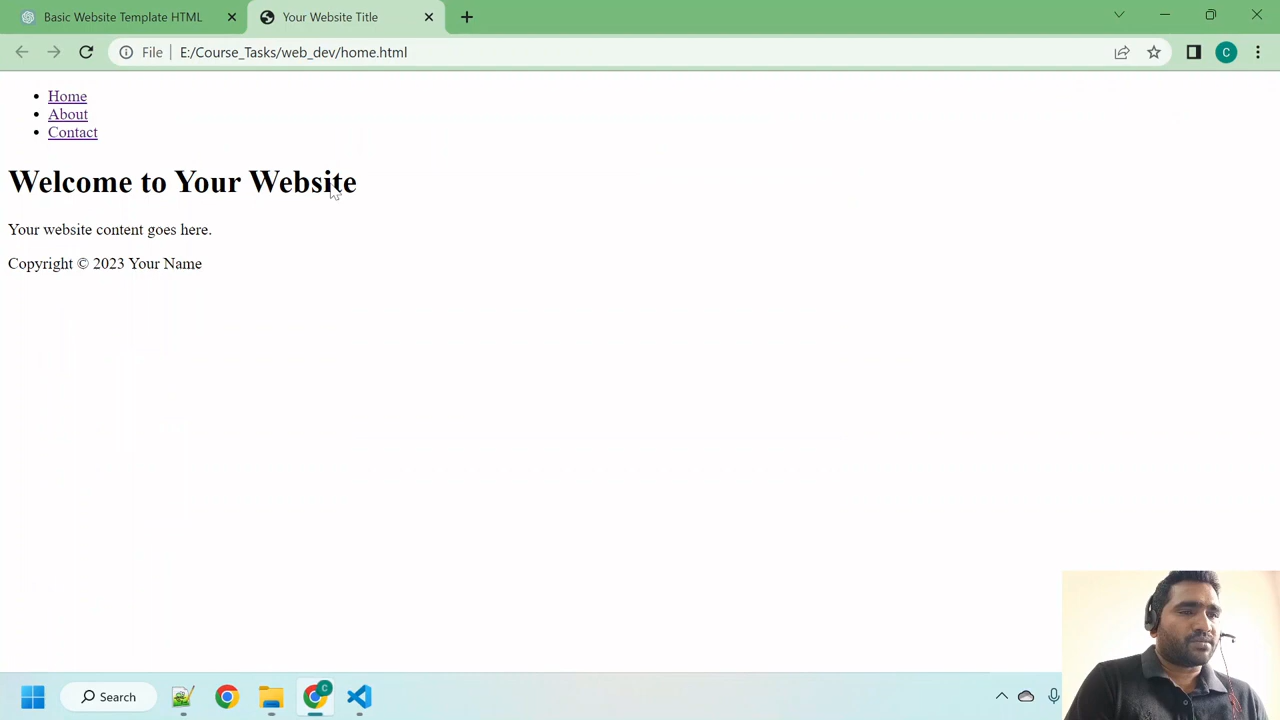 Basic Website Template HTML
Your Website Title
File
E:/Course_Tasks/web_dev/home.html
C
Home
About
Contact
Welcome to Your Website
Your website content goes here.
Copyright © 2023 Your Name
Search
C